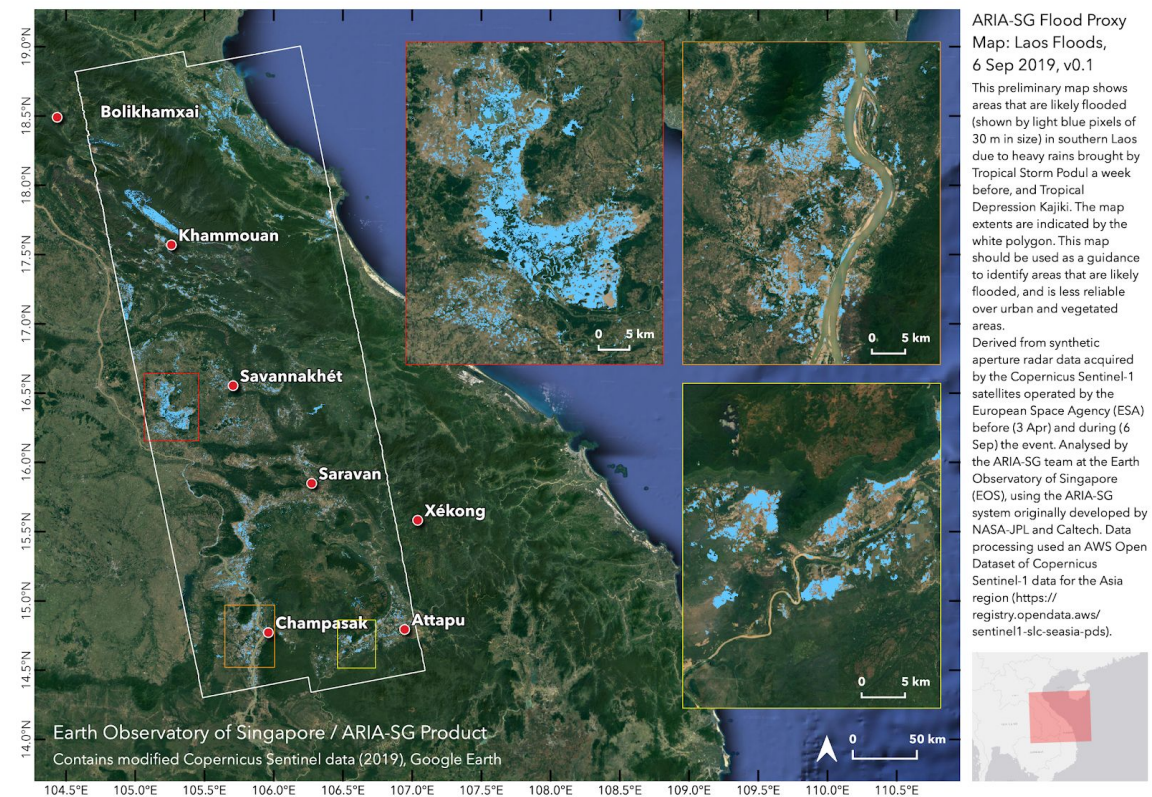 ARIA-SG Flood Proxy
Map: Laos Floods,
6 Sep 2019, v0.1
This preliminary map shows
areas that are likely flooded
(shown by light blue pixels of
30 m in size) in southern Laos
due to heavy rains brought by
Tropical Storm Podul a week
before, and Tropical
Depression Kajiki. The map
extents are indicated by the
white polygon. This map
should be used as a guidance
to identify areas that are likely
flooded, and is less reliable
over urban and vegetated
areas.
Derived from synthetic
aperture radar data acquired
by the Copernicus Sentinel-1
satellites operated by the
European Space Agency (ESA)
before (3 Apr) and during (6
Sep) the event. Analysed by
the ARIA-SG team at the Earth
Observatory of Singapore
(EOS), using the ARIA-SG
system originally developed by
NASA-JPL and Caltech. Data
processing used an AWS Open
Dataset of Copernicus
Sentinel-1 data for the Asia
region (https://
registry.opendata.aws/
sentinel1-slc-seasia-pds).
19.0°N
18.5°N
18.0°N
17.5°N
17.0°N
16.5°N
16.0°N
15.5°N
15.0°N
14.5°N
14.0°N
Bolikhamxai
Khammouan
Savannakhét
Saravan
Xékong
Champasak
Attapu
0 5 km
0 5 km
0 5 km
0 50 km
Earth Observatory of Singapore / ARIA-SG Product
Contains modified Copernicus Sentinel data (2019), Google Earth
104.5°E 105.0°E 105.5°E 106.0°E 106.5°E 107.0°E 107.5°E 108.0°E 108.5°E 109.0°E 109.5°E 110.0°E 110.5°E